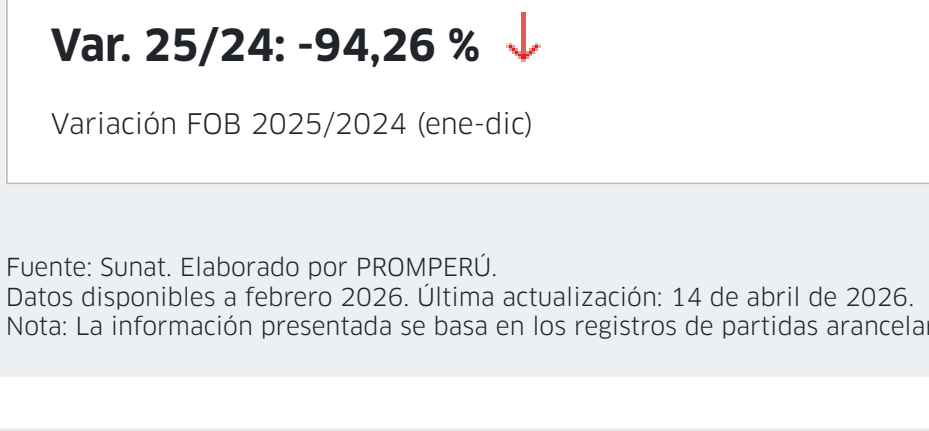 Var. 25/24: -94,26 %
Variación FOB 2025/2024 (ene-dic)
Fuente: Sunat. Elaborado por PROMPERÚ.
Datos disponibles a febrero 2026. Última actualización: 14 de abril de 2026.
Nota: La información presentada se basa en los registros de partidas